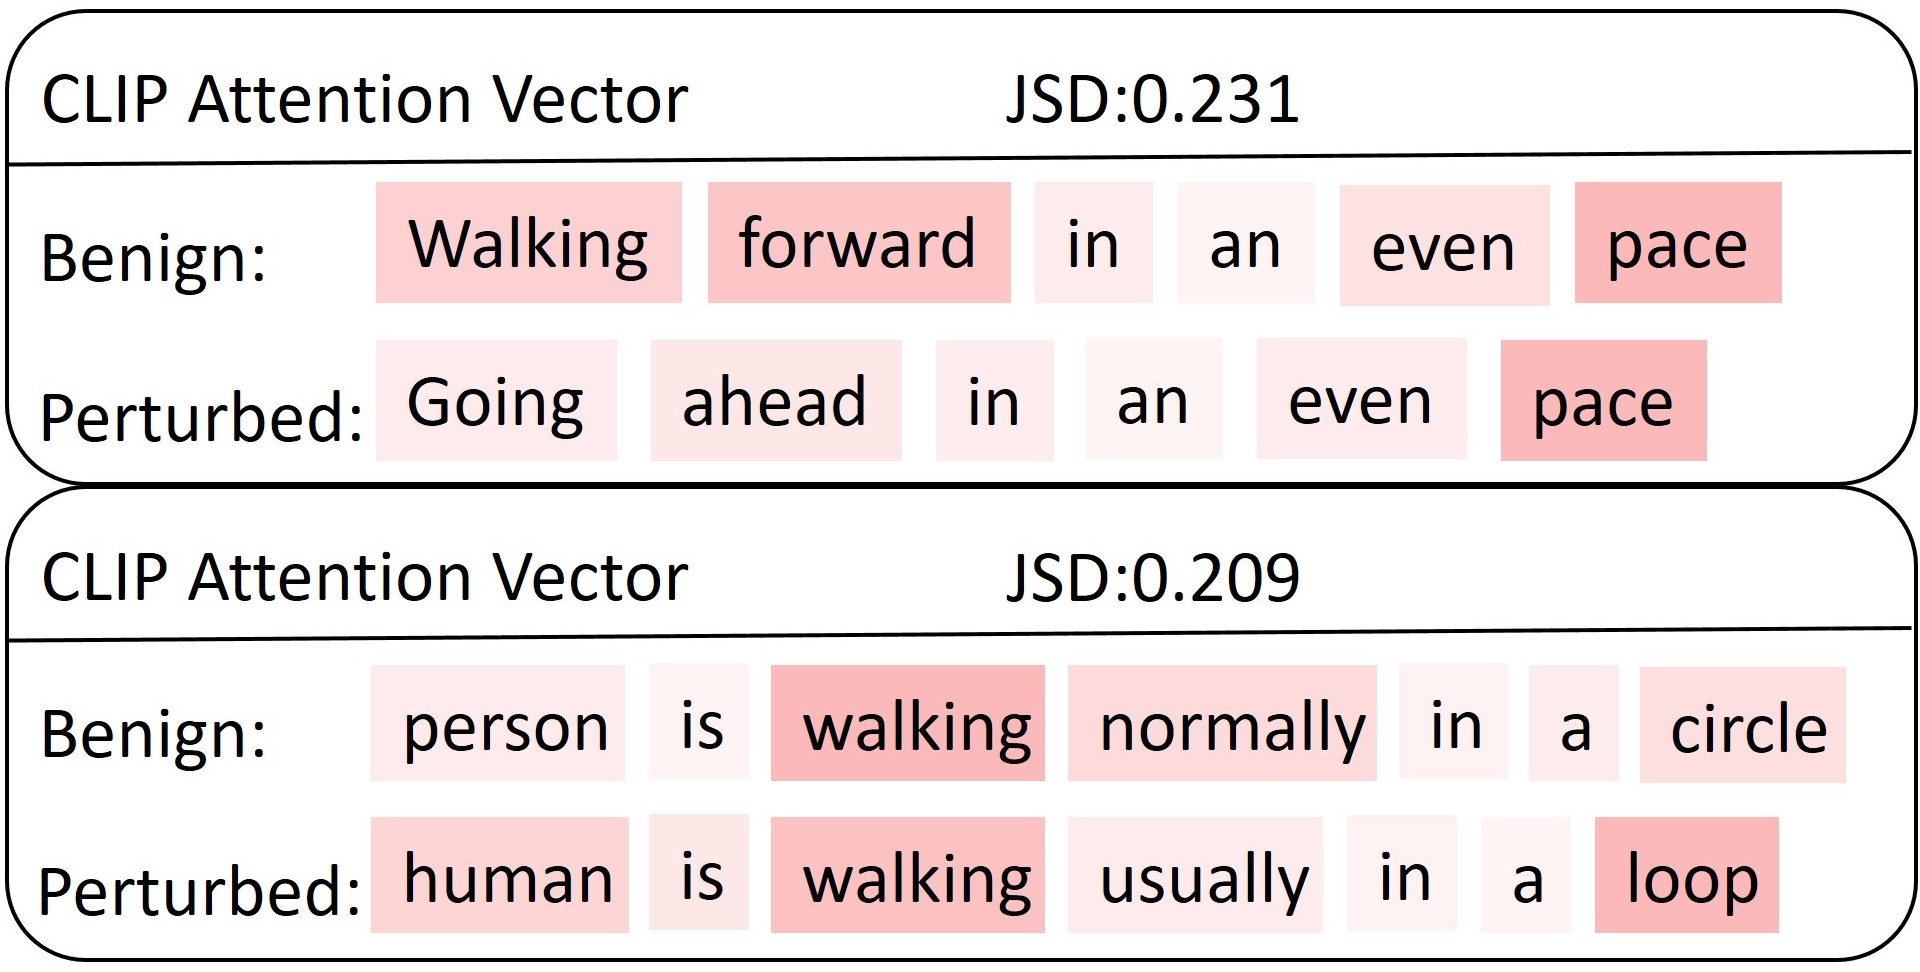 CLIP Attention Vector JSD:0.231
Benign: Walking forward in an even pace
Perturbed: Going ahead in an even pace
CLIP Attention Vector JSD:0.209
Benign: person is walking normally in a circle
Perturbed: human is walking usually in a loop